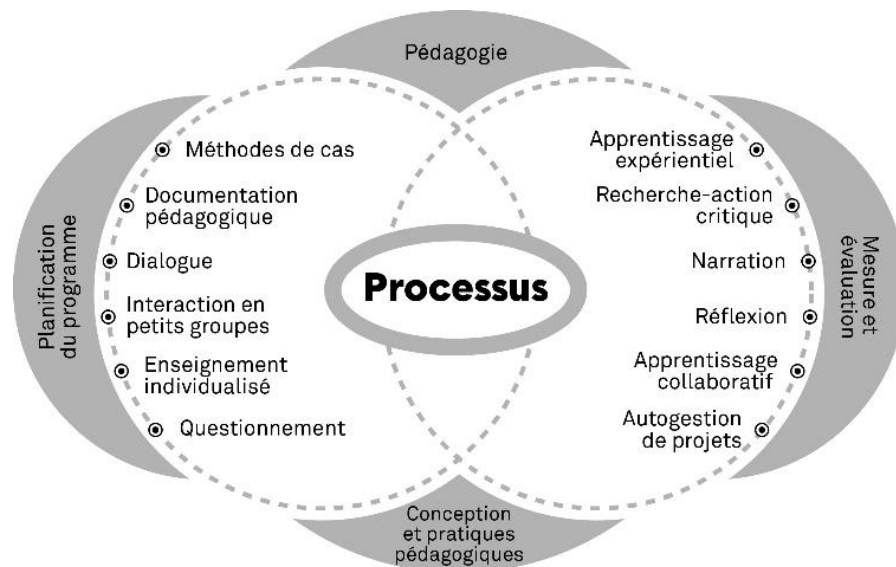 Pédagogie
Planification
du programme
Méthodes de cas
Documentation
pédagogique
Dialogue
Interaction en
petits groupes
Enseignement
individualisé
Questionnement
Processus
Apprentissage
expérientiel
Recherche-action
critique
Narration
Réflexion
Apprentissage
collaboratif
Autogestion
de projets
Mesure et
évaluation
Conception
et pratiques
pédagogiques